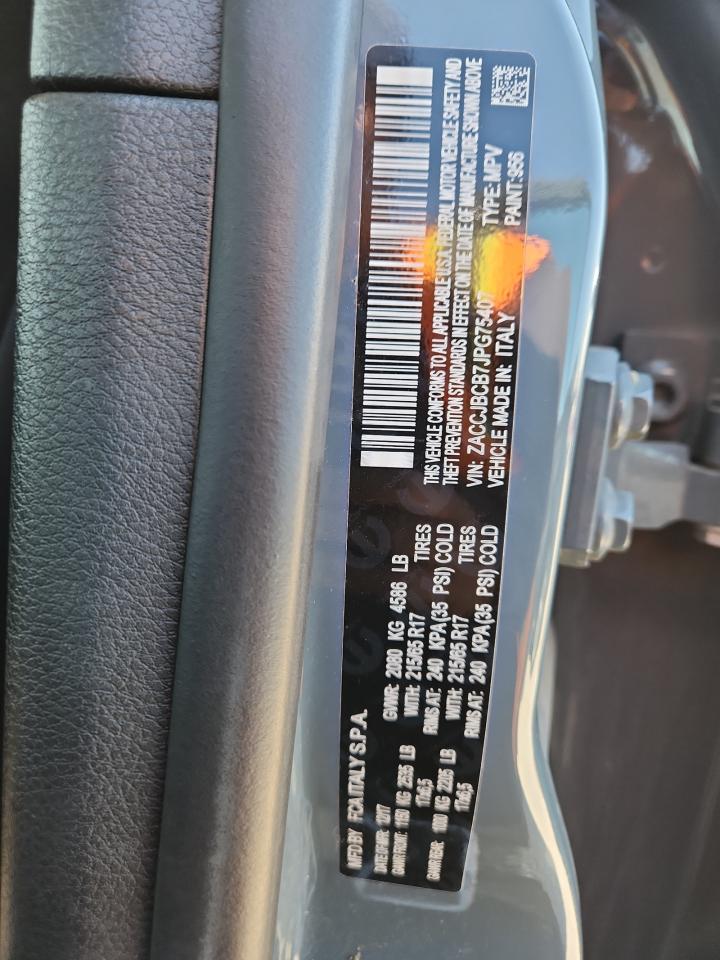 MFD BY FCA ITALY S.P.A.
DATE OF MFR: 12/17 GVWR: 2080 KG 4586 LB
GAWR FRONT: 1150 KG 2535 LB WITH: 215/65 R17 TIRES
17x6,5 RIMS AT: 240 KPA(35 PSI) COLD
GAWR REAR: 1000 KG 2205 LB WITH: 215/65 R17 TIRES
17x6,5 RIMS AT: 240 KPA(35 PSI) COLD
THIS VEHICLE CONFORMS TO ALL APPLICABLE U.S.A. FEDERAL MOTOR VEHICLE SAFETY AND
THEFT PREVENTION STANDARDS IN EFFECT ON THE DATE OF MANUFACTURE SHOWN ABOVE
VIN: ZACCJBCB7JPG75407 TYPE:MPV
VEHICLE MADE IN: ITALY PAINT:956